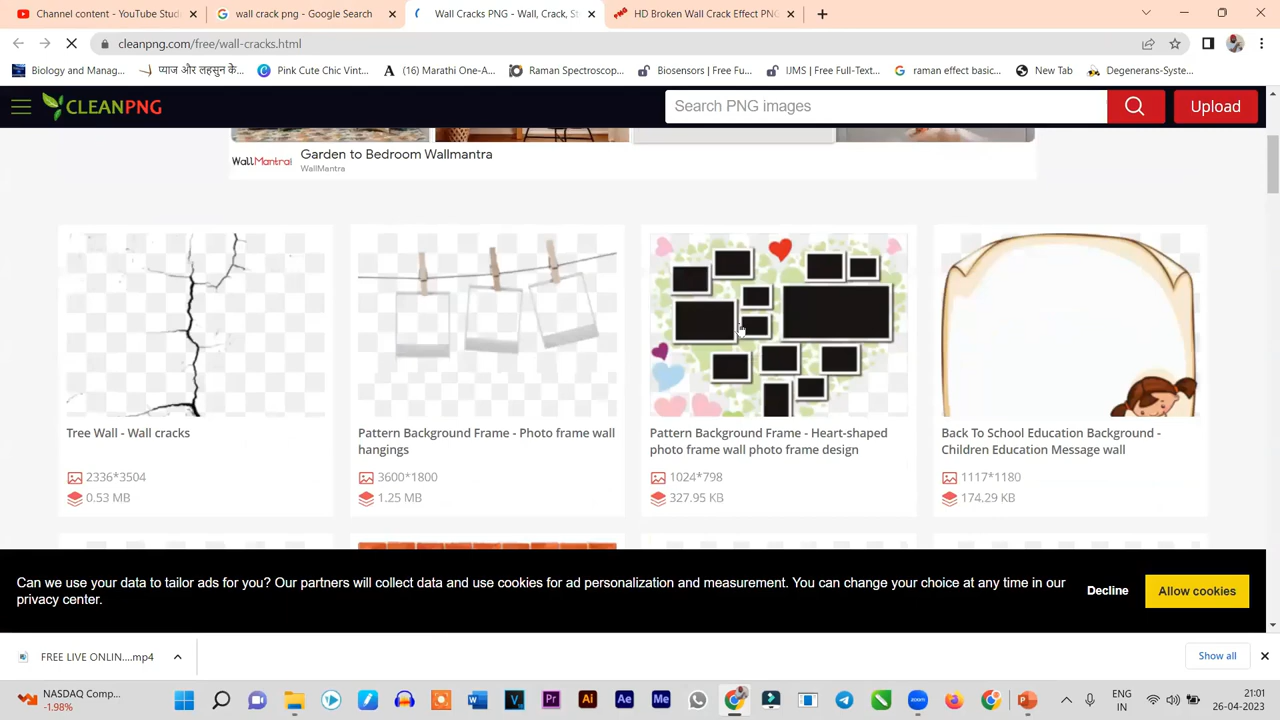 Channel content - YouTube Stud
wall crack png - Google Search
Wall Cracks PNG - Wall, Crack, S
HD Broken Wall Crack Effect PNG
cleanpng.com/free/wall-cracks.html
Biology and Manag...
प्याज और लहसुन के...
Pink Cute Chic Vint...
(16) Marathi One-A...
Raman Spectroscop...
Biosensors | Free Fu...
IJMS | Free Full-Text...
raman effect basic...
New Tab
Degenerans-Syste...
CLEANPNG
Search PNG images
Upload
WallMantra
Garden to Bedroom Wallmantra
WallMantra
Tree Wall - Wall cracks
2336*3504
0.53 MB
Pattern Background Frame - Photo frame wall
hangings
3600*1800
1.25 MB
Pattern Background Frame - Heart-shaped
photo frame wall photo frame design
1024*798
327.95 KB
Back To School Education Background -
Children Education Message wall
1117*1180
174.29 KB
Can we use your data to tailor ads for you? Our partners will collect data and use cookies for ad personalization and measurement. You can change your choice at any time in our
privacy center.
Decline
Allow cookies
FREE LIVE ONLIN....mp4
Show all
NASDAQ Comp...
-1.98%
ENG
IN
21:01
26-04-2023